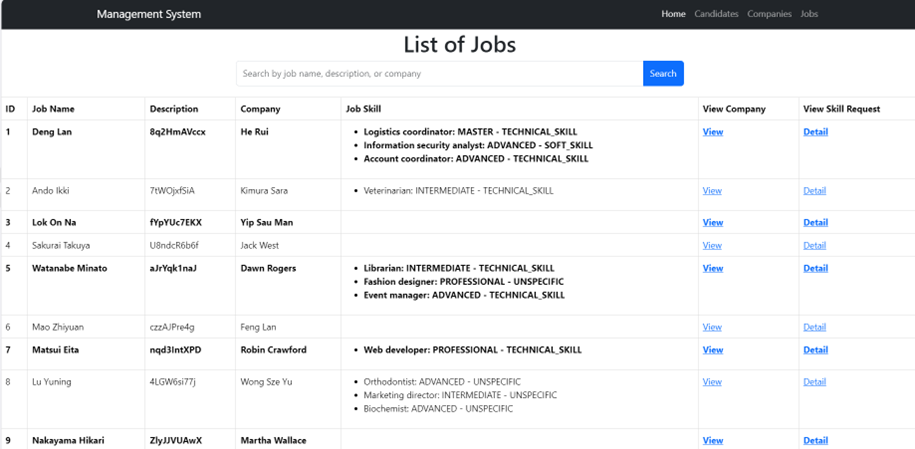 Management System Home Candidates Companies Jobs
List of Jobs
Search by job name, description, or company Search
ID Job Name Description Company Job Skill View Company View Skill Request
1 Deng Lan 8q2HmAVccx He Rui Logistics coordinator: MASTER - TECHNICAL_SKILL View Detail
Information security analyst: ADVANCED - SOFT_SKILL
Account coordinator: ADVANCED - TECHNICAL_SKILL
2 Ando Ikki 7tWOjxfSiA Kimura Sara Veterinarian: INTERMEDIATE - TECHNICAL_SKILL View Detail
3 Lok On Na fYpYUc7EKX Yip Sau Man View Detail
4 Sakurai Takuya U8ndcR6b6f Jack West View Detail
5 Watanabe Minato aJrYqk1naJ Dawn Rogers Librarian: INTERMEDIATE - TECHNICAL_SKILL View Detail
Fashion designer: PROFESSIONAL - UNSPECIFIC
Event manager: ADVANCED - TECHNICAL_SKILL
6 Mao Zhiyuan czzAJPre4g Feng Lan View Detail
7 Matsui Eita nqd3IntXPD Robin Crawford Web developer: PROFESSIONAL - TECHNICAL_SKILL View Detail
8 Lu Yuning 4LGW6si77j Wong Sze Yu Orthodontist: ADVANCED - UNSPECIFIC View Detail
Marketing director: INTERMEDIATE - UNSPECIFIC
Biochemist: ADVANCED - UNSPECIFIC
9 Nakayama Hikari ZlyJJVUAwX Martha Wallace View Detail